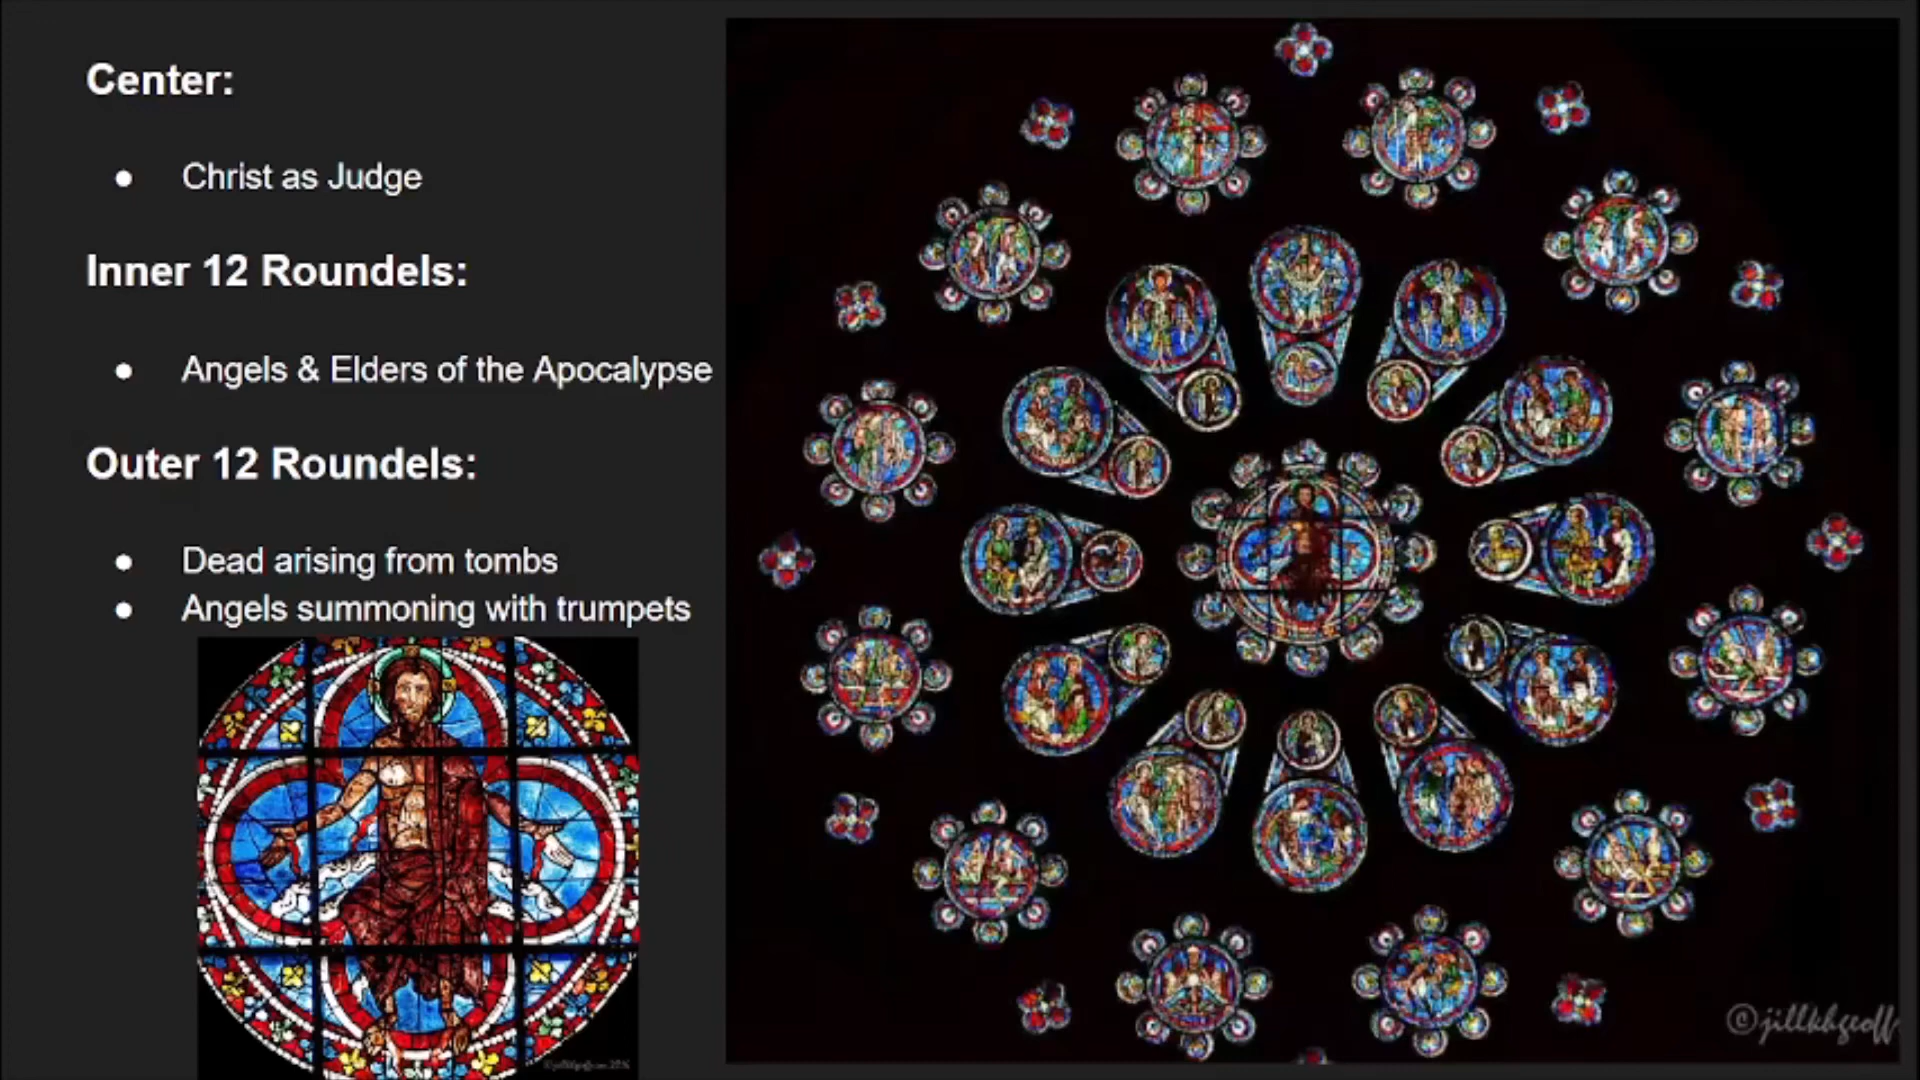 Center:
● Christ as Judge
Inner 12 Roundels:
● Angels & Elders of the Apocalypse
Outer 12 Roundels:
● Dead arising from tombs
● Angels summoning with trumpets
©jillkhgeoff